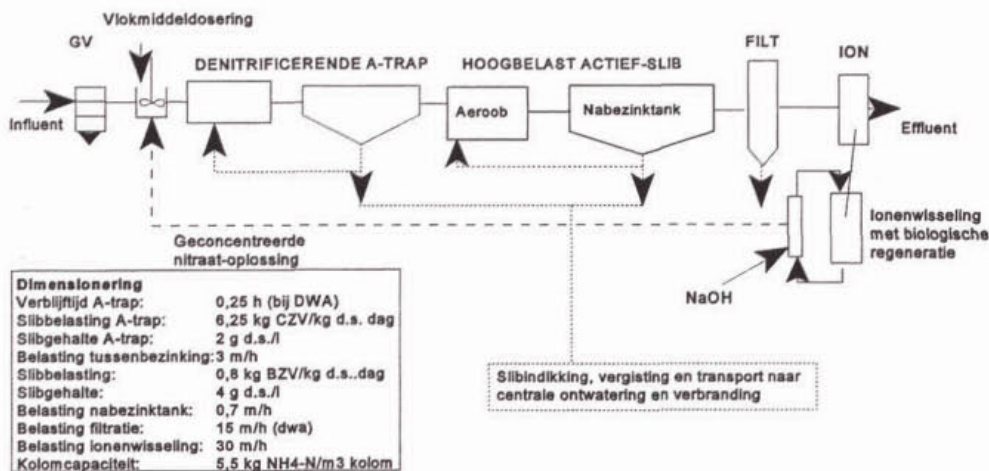 Vlokmiddeldosering
GV
DENITRIFICERENDE A-TRAP
HOOGBELAST ACTIEF-SLIB
FILT
ION
Influent
Aeroob
Nabezinktank
Effluent
Geconcentreerde
nitraat-oplossing
Ionenwisseling
met biologische
regeneratie
NaOH
Dimensionering
Verblijftijd A-trap: 0,25 h (bij DWA)
Slibbelasting A-trap: 6,25 kg CZV/kg d.s. dag
Slibgehalte A-trap: 2 g d.s./l
Belasting tussenbezinking: 3 m/h
Slibbelasting: 0,8 kg BZV/kg d.s..dag
Slibgehalte: 4 g d.s./l
Belasting nabezinktank: 0,7 m/h
Belasting filtratie: 15 m/h (dwa)
Belasting ionenwisseling: 30 m/h
Kolomcapaciteit: 5,5 kg NH4-N/m3 kolom
Slibindikking, vergisting en transport naar
centrale ontwatering en verbranding